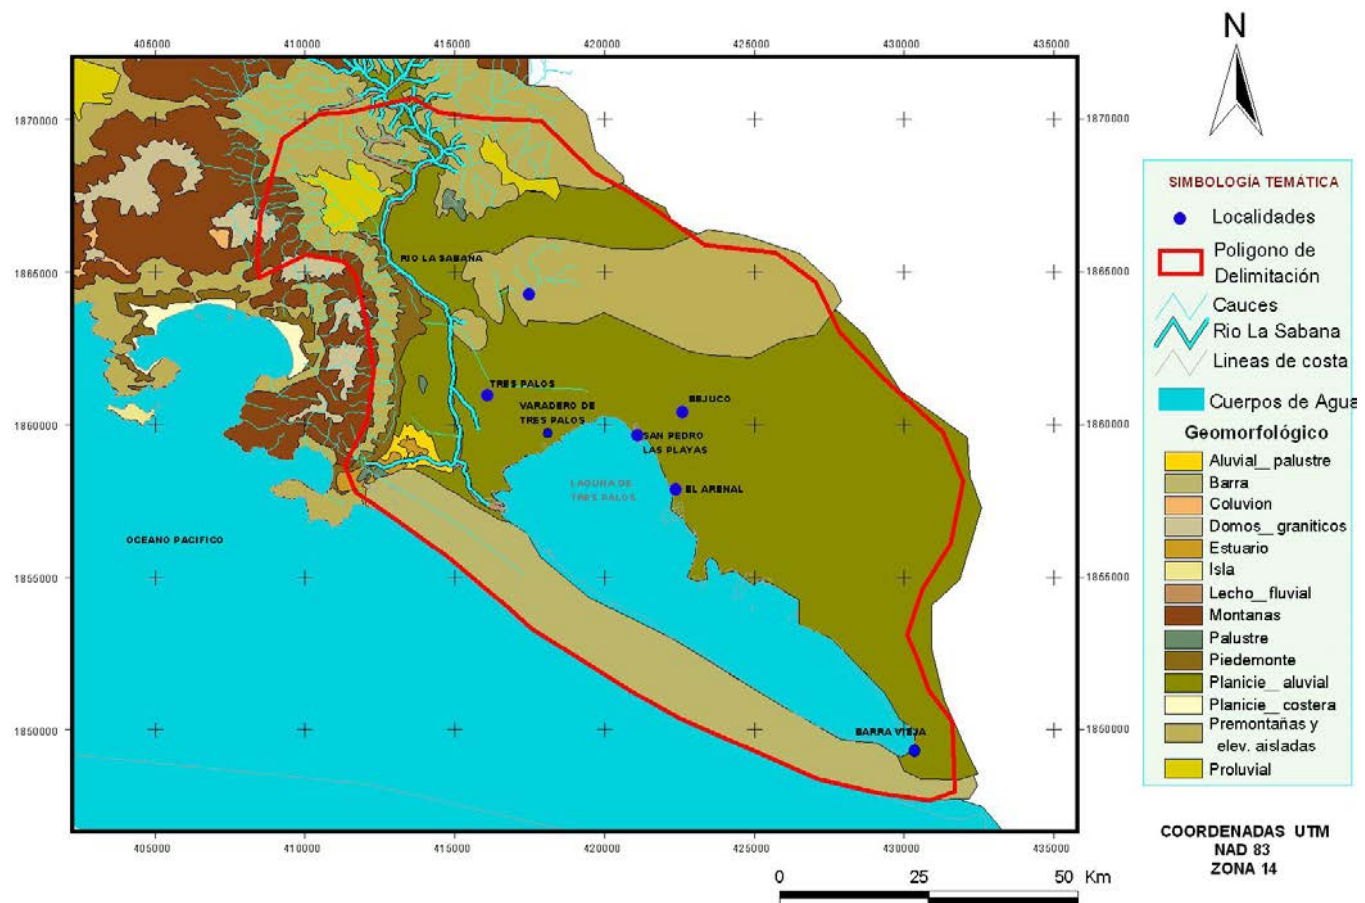 405000 410000 415000 420000 425000 430000 435000
N
1870000 1870000
SIMBOLOGÍA TEMÁTICA
Localidades
Poligono de
Delimitación
Cauces
Rio La Sabana
Lineas de costa
Cuerpos de Agua
Geomorfológico
Aluvial_ palustre
Barra
Coluvion
Domos_ graniticos
Estuario
Isla
Lecho_ fluvial
Montanas
Palustre
Piedemonte
Planicie_ aluvial
Planicie_ costera
Premontañas y
elev. aisladas
Proluvial
RIO LA SABANA
1865000 1865000
TRES PALOS
BEJUCO
VARADERO DE
TRES PALOS
1860000 1860000
SAN PEDRO
LAS PLAYAS
LAGUNA DE
TRES PALOS
EL ARENAL
OCEANO PACIFICO
1855000 1855000
BARRA VIEJA
1850000 1850000
405000 410000 415000 420000 425000 430000 435000
COORDENADAS UTM
NAD 83
ZONA 14
0 25 50 Km